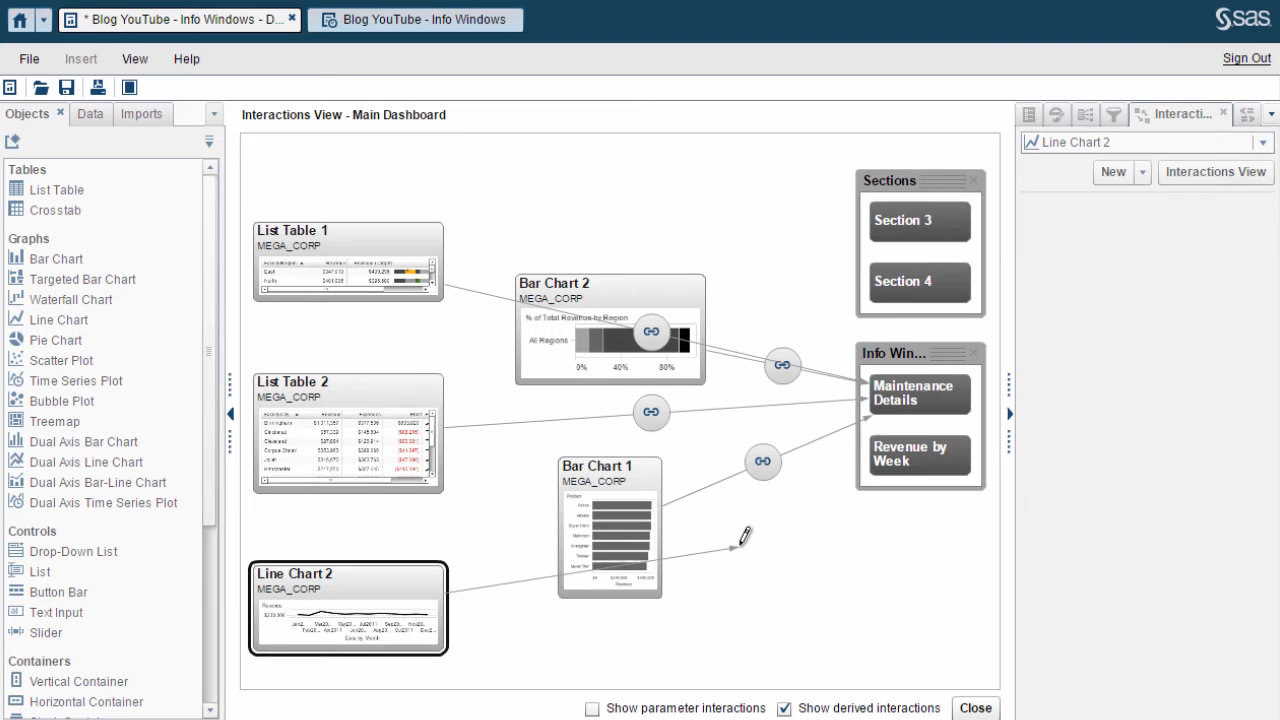 * Blog YouTube - Info Windows - D...
Blog YouTube - Info Windows
sas
File
Insert
View
Help
Sign Out
Objects
Data
Imports
Interactions View - Main Dashboard
Interacti...
Line Chart 2
New
Interactions View
Tables
List Table
Crosstab
Graphs
Bar Chart
Targeted Bar Chart
Waterfall Chart
Line Chart
Pie Chart
Scatter Plot
Time Series Plot
Bubble Plot
Treemap
Dual Axis Bar Chart
Dual Axis Line Chart
Dual Axis Bar-Line Chart
Dual Axis Time Series Chart
Controls
Drop-Down List
List
Button Bar
Text Input
Slider
Containers
Vertical Container
Horizontal Container
List Table 1
MEGA_CORP
List Table 2
MEGA_CORP
Line Chart 2
MEGA_CORP
Revenue
Date by Month
Bar Chart 2
MEGA_CORP
% of Total Revenue by Region
All Regions
0% 40% 80%
Bar Chart 1
MEGA_CORP
Product
Revenue
Sections
Section 3
Section 4
Info Win...
Maintenance
Details
Revenue by
Week
Show parameter interactions
Show derived interactions
Close